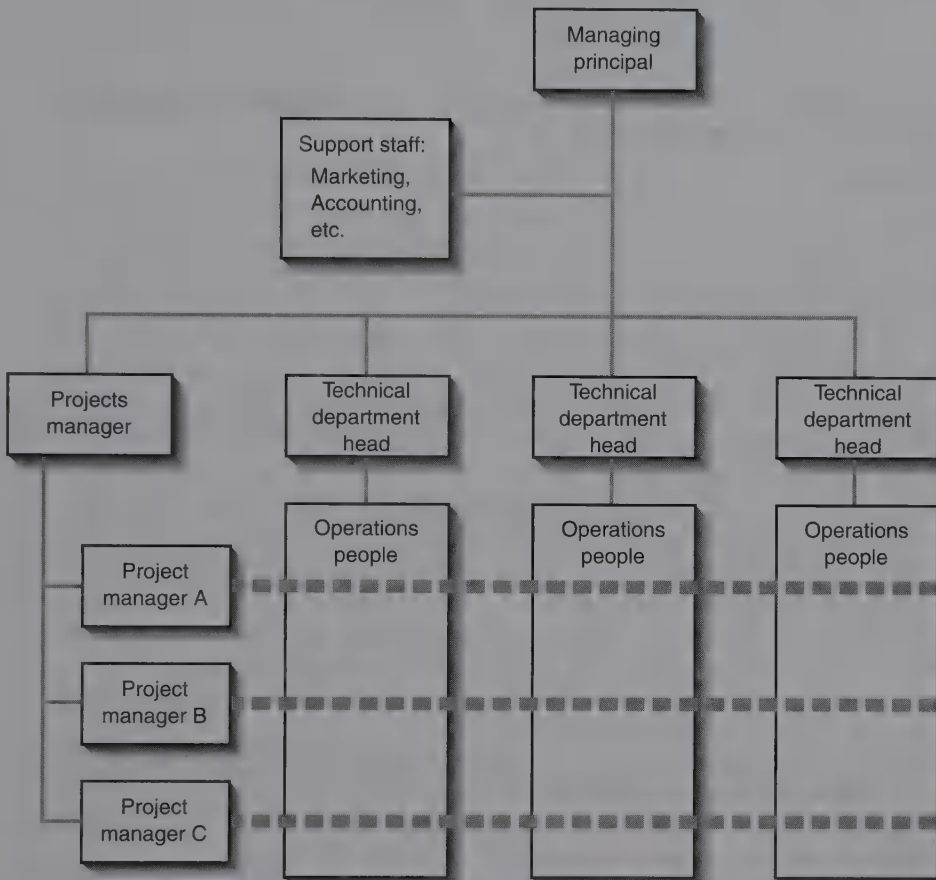 Managing
principal
Support staff:
Marketing,
Accounting,
etc.
Projects
manager
Technical
department
head
Technical
department
head
Technical
department
head
Operations
people
Operations
people
Operations
people
Project
manager A
Project
manager B
Project
manager C